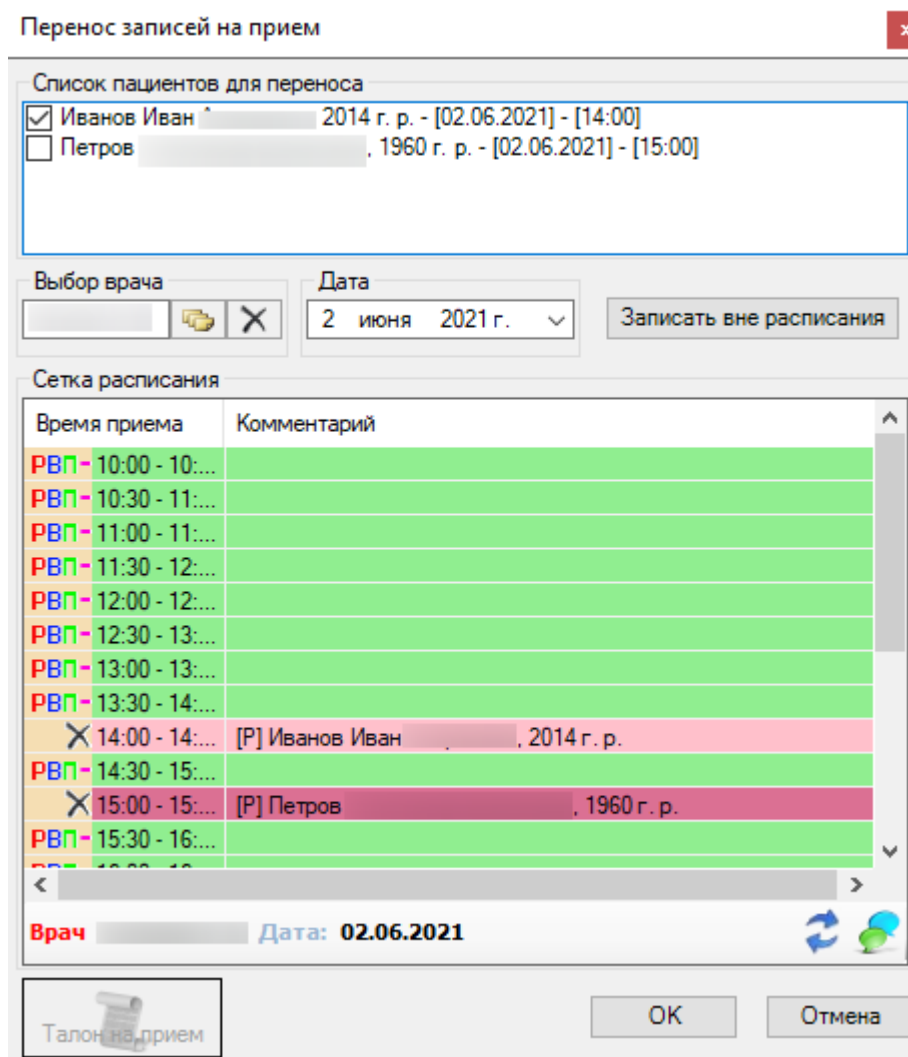 Перенос записей на прием
x
Список пациентов для переноса
Иванов Иван 2014 г. р. - [02.06.2021] - [14:00]
Петров , 1960 г. р. - [02.06.2021] - [15:00]
Выбор врача
Дата
2 июня 2021 г.
Записать вне расписания
Сетка расписания
Время приема Комментарий
РВП- 10:00 - 10:...
РВП- 10:30 - 11:...
РВП- 11:00 - 11:...
РВП- 11:30 - 12:...
РВП- 12:00 - 12:...
РВП- 12:30 - 13:...
РВП- 13:00 - 13:...
РВП- 13:30 - 14:...
14:00 - 14:... [Р] Иванов Иван , 2014 г. р.
РВП- 14:30 - 15:...
15:00 - 15:... [Р] Петров , 1960 г. р.
РВП- 15:30 - 16:...
Врач Дата: 02.06.2021
Талон на прием
ОК
Отмена